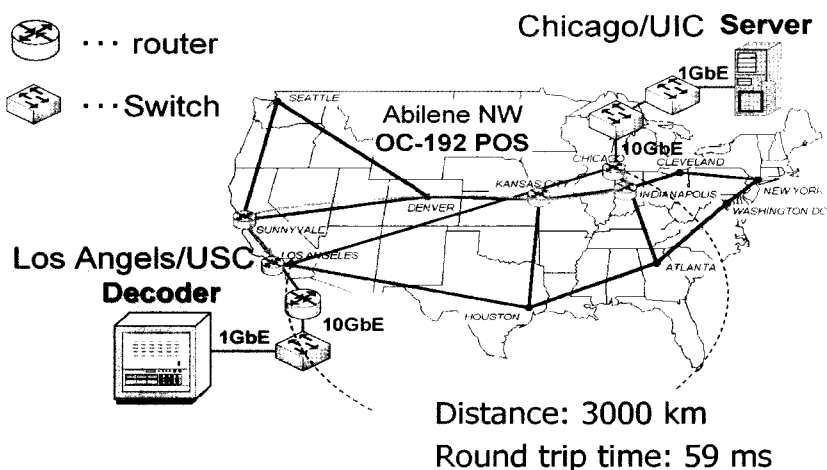 Chicago/UIC Server
··· router
1GbE
··· Switch
SEATTLE
Abilene NW
OC-192 POS
10GbE
CHICAGO
CLEVELAND
KANSAS CITY
NEW YORK
INDIANAPOLIS
DENVER
WASHINGTON DC
SUNNYVALE
Los Angels/USC
LOS ANGELES
Decoder
ATLANTA
HOUSTON
10GbE
1GbE
Distance: 3000 km
Round trip time: 59 ms